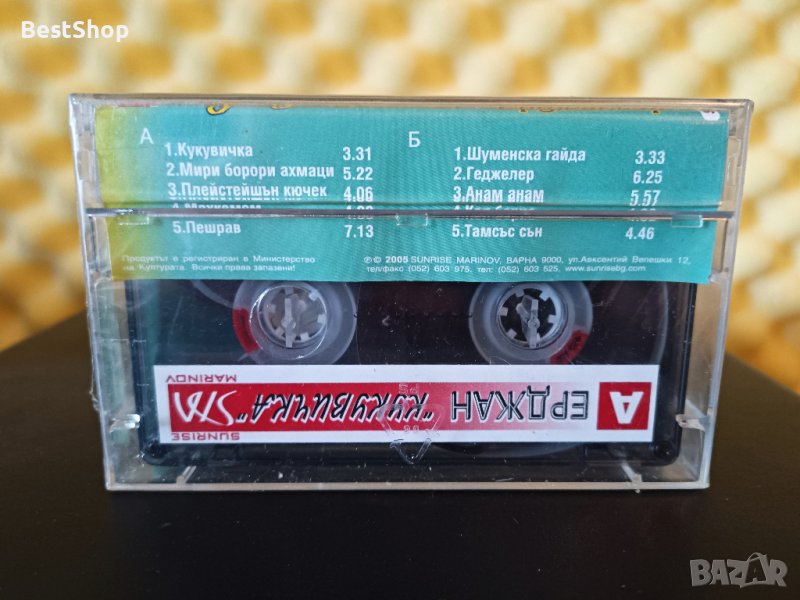 BestShop
А
1.Кукувичка 3.31
2.Мири борори ахмаци 5.22
3.Плейстейшън кючек 4.06
5.Пешрав 7.13
Б
1.Шуменска гайда 3.33
2.Геджелер 6.25
3.Анам анам 5.57
5.Тамсъс сън 4.46
Продуктът е регистриран в Министерство
на Културата. Всички права запазени!
℗© 2005 SUNRISE MARINOV, ВАРНА 9000, ул.Авксентий Велешки 12,
тел/факс (052) 603 975, тел: (052) 603 525, www.sunrisebg.com
A ЕРДЖАН "КУКУВИЧКА"
SM
SUNRISE
MARINOV
BAZAR